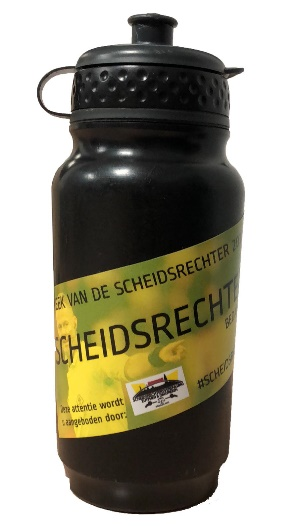 EEK VAN DE SCHEIDSRECHTER 20
SCHEIDSRECHTE
BE
#SCHEIDS
Deze attentie wordt
aangeboden door: